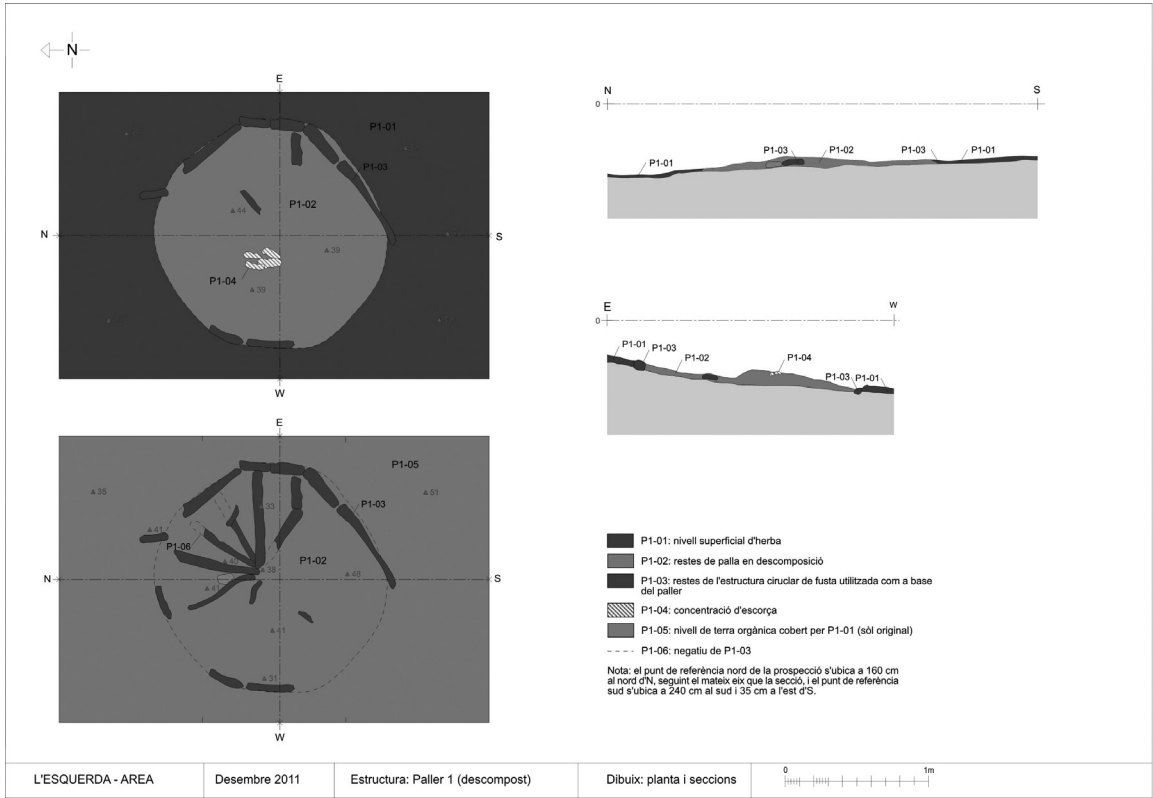 N
E
P1-01
P1-03
P1-02
▲44
N
S
▲39
P1-04
▲39
W
E
P1-05
▲38
▲51
▲33
P1-03
▲41
P1-06
P1-02
▲40
▲38
▲48
▲41
N
S
▲41
▲31
W
N
S
0
P1-03
P1-02
P1-03
P1-01
P1-01
E
W
0
P1-01
P1-03
P1-02
P1-04
P1-03
P1-01
P1-01: nivell superficial d'herba
P1-02: restes de palla en descomposició
P1-03: restes de l'estructura ciruclar de fusta utilitzada com a base
del paller
P1-04: concentració d'escorça
P1-05: nivell de terra orgànica cobert per P1-01 (sòl original)
P1-06: negatiu de P1-03
Nota: el punt de referència nord de la prospecció s'ubica a 160 cm
al nord d'N, seguint el mateix eix que la secció, i el punt de referència
sud s'ubica a 240 cm al sud i 35 cm a l'est d'S.
L'ESQUERDA - AREA
Desembre 2011
Estructura: Paller 1 (descompost)
Dibuix: planta i seccions
0
1m